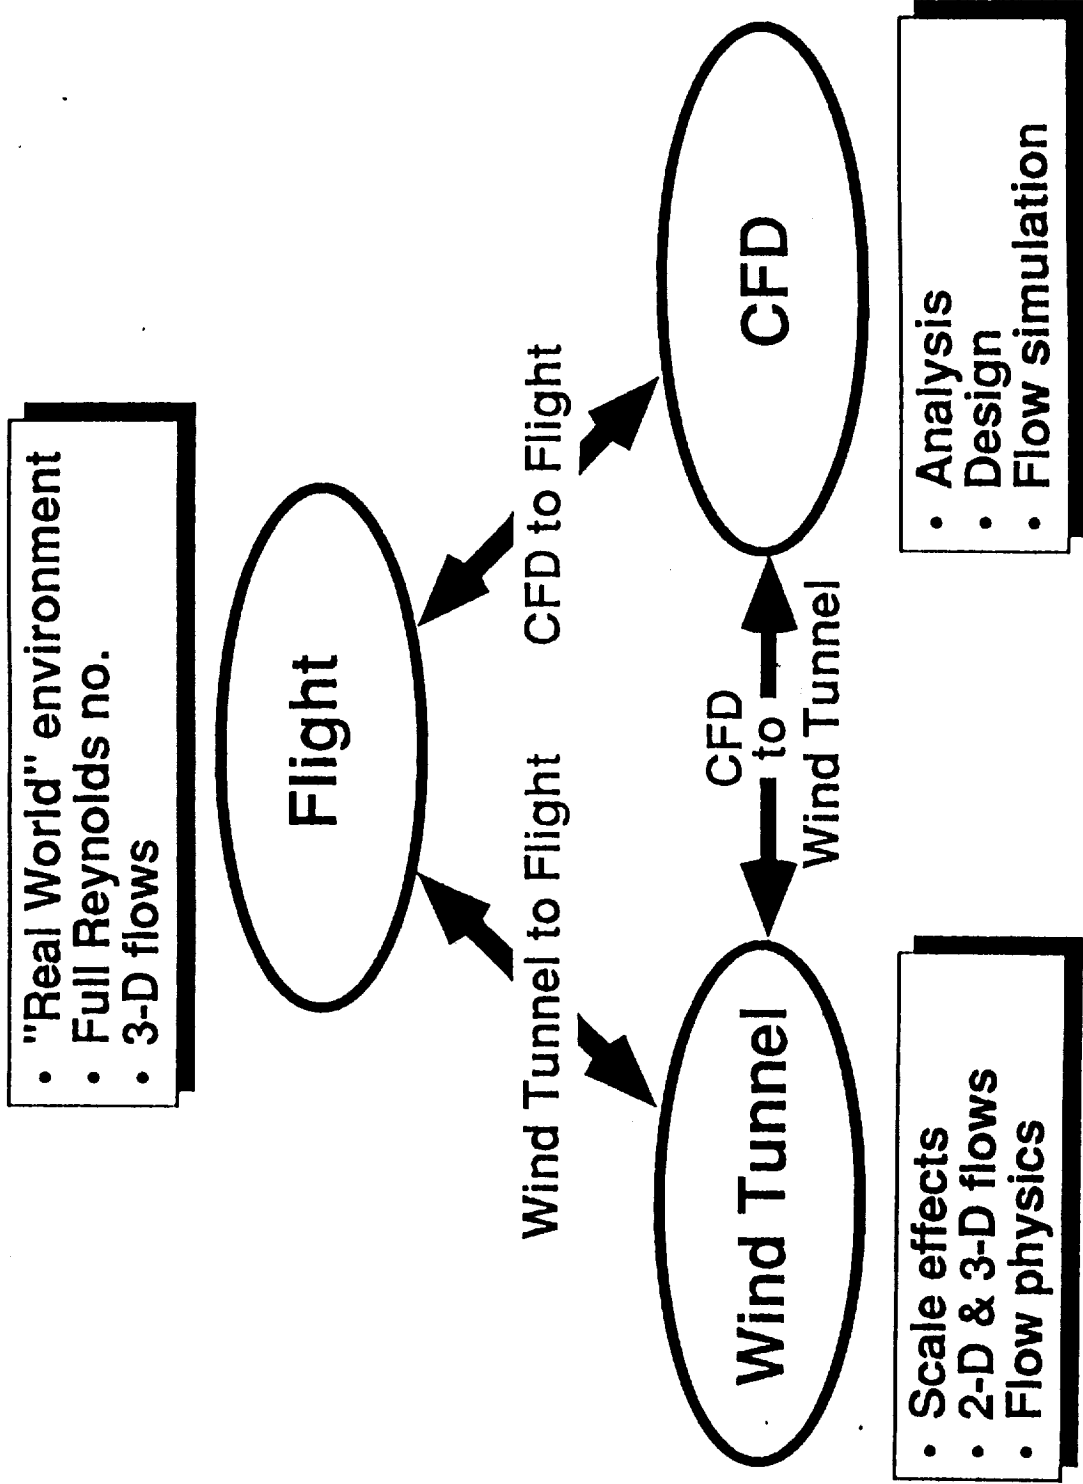 • "Real World" environment
• Full Reynolds no.
• 3-D flows
Flight
Wind Tunnel to Flight
CFD to Flight
Wind Tunnel
CFD
to
Wind Tunnel
CFD
• Scale effects
• 2-D & 3-D flows
• Flow physics
• Analysis
• Design
• Flow simulation